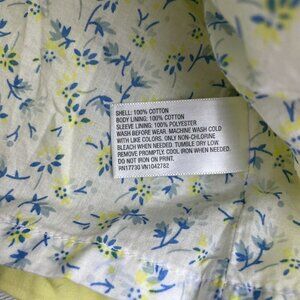 SHELL: 100% COTTON
BODY LINING: 100% COTTON
SLEEVE LINING: 100% POLYESTER
WASH BEFORE WEAR. MACHINE WASH COLD
WITH LIKE COLORS. ONLY NON-CHLORINE
BLEACH WHEN NEEDED. TUMBLE DRY LOW.
REMOVE PROMPTLY. COOL IRON WHEN NEEDED.
DO NOT IRON ON PRINT.
RN17730 VN1042782